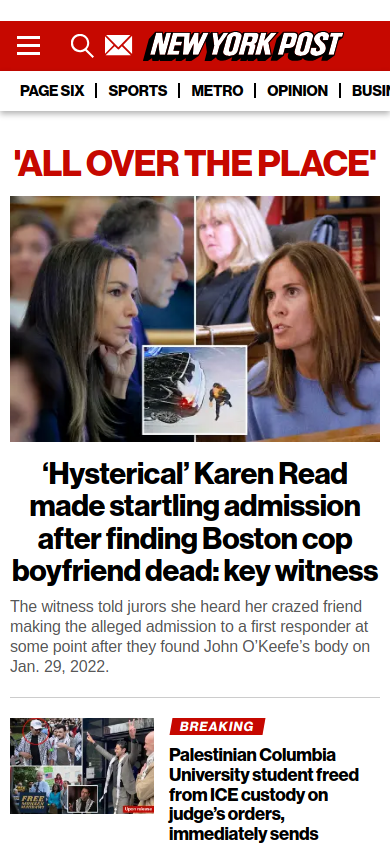 NEW YORK POST
PAGE SIX | SPORTS | METRO | OPINION | BUSI
'ALL OVER THE PLACE'
‘Hysterical’ Karen Read
made startling admission
after finding Boston cop
boyfriend dead: key witness
The witness told jurors she heard her crazed friend
making the alleged admission to a first responder at
some point after they found John O’Keefe’s body on
Jan. 29, 2022.
BREAKING
Palestinian Columbia
University student freed
from ICE custody on
judge’s orders,
immediately sends
FREE
Upon release